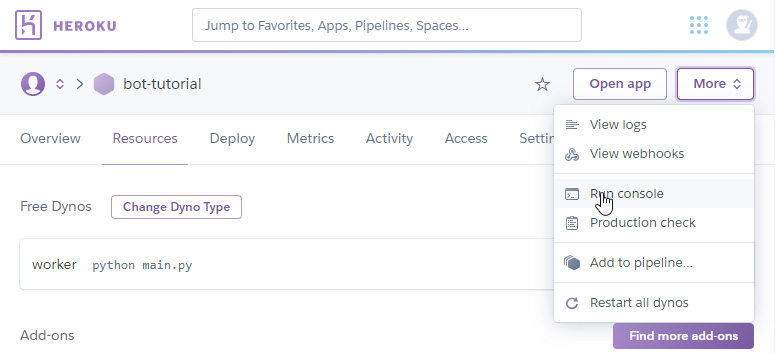 HEROKU
Jump to Favorites, Apps, Pipelines, Spaces...
bot-tutorial
Open app
More
Overview Resources Deploy Metrics Activity Access
View logs
View webhooks
Run console
Production check
Add to pipeline...
Restart all dynos
Free Dynos
Change Dyno Type
worker python main.py
Add-ons
Find more add-ons